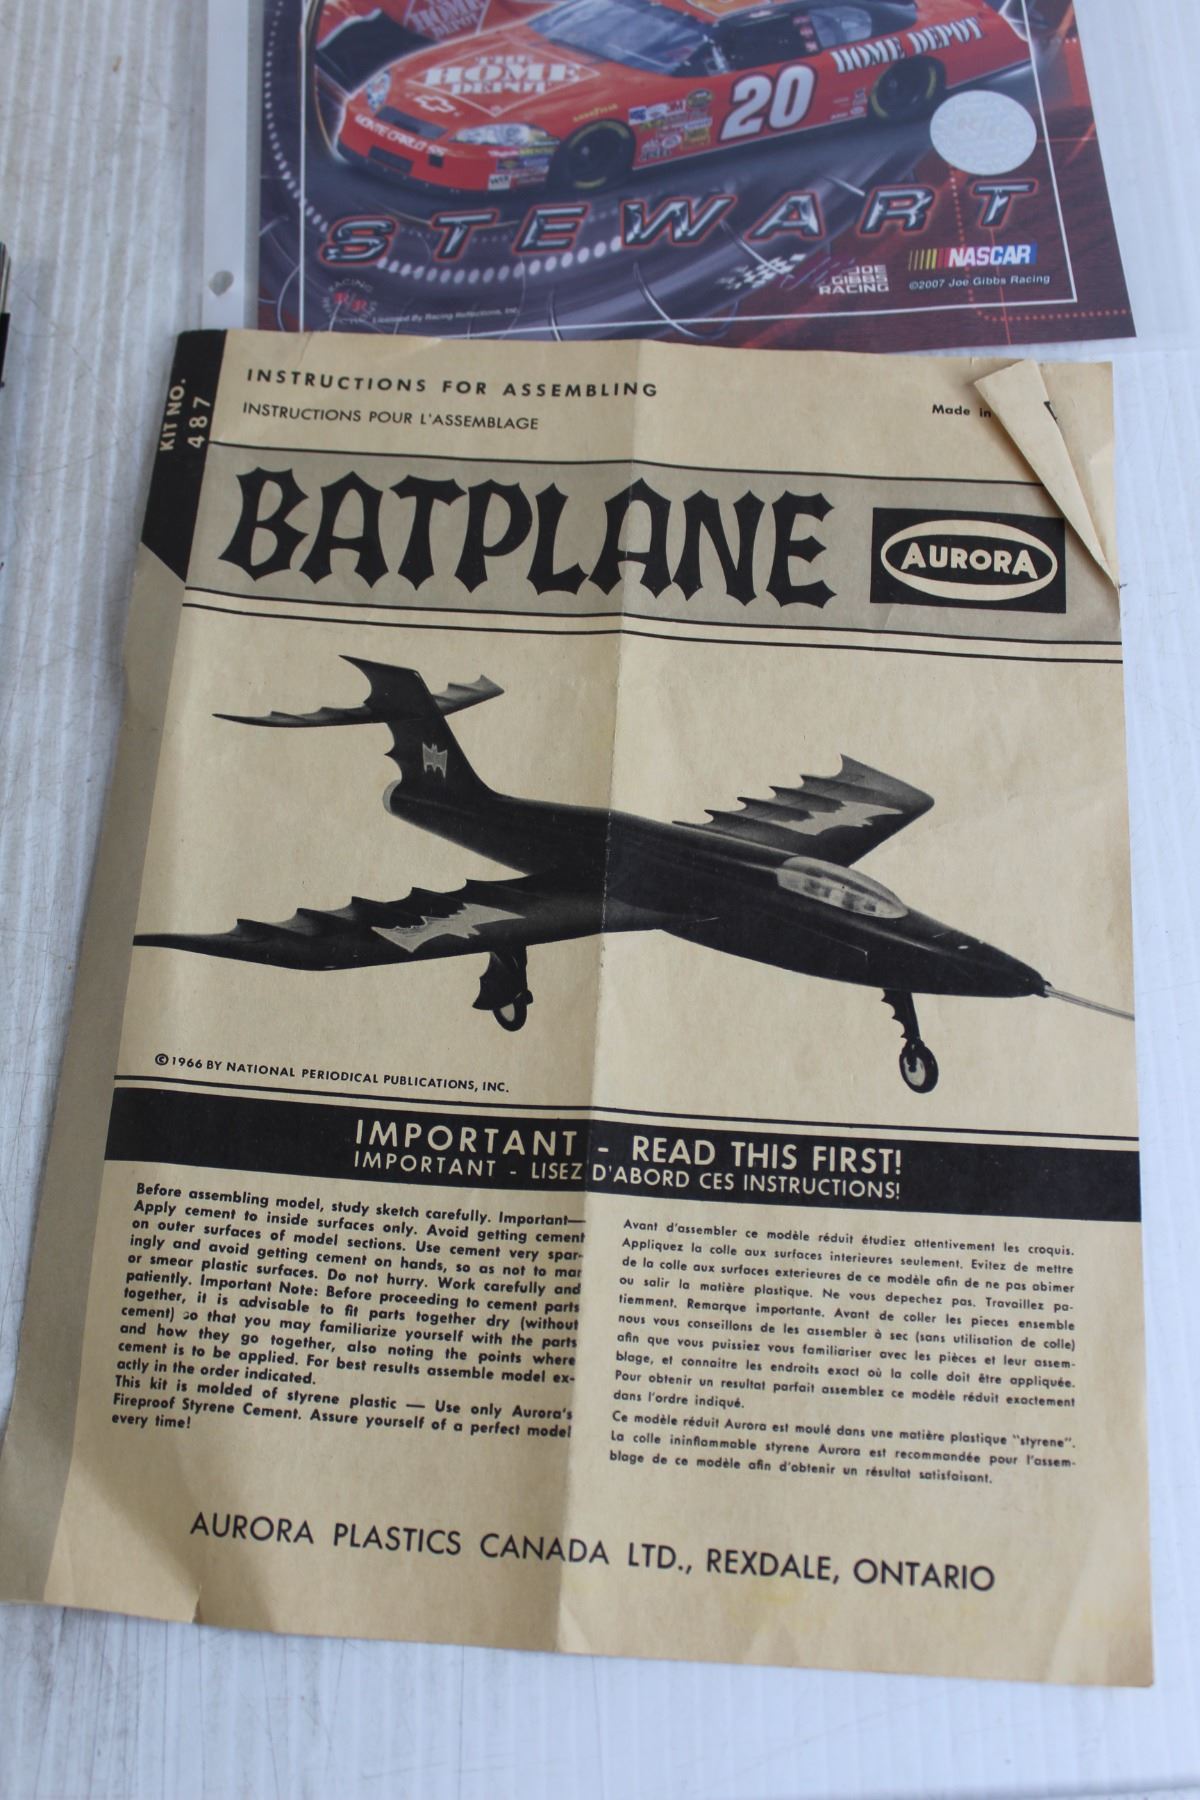 THE
HOME
DEPOT
HOME DEPOT
20
MONTE CARLO SS
GOODYEAR
STEWART
NASCAR
JOE
GIBBS
RACING
©2007 Joe Gibbs Racing
RACING
Licensed By Racing Reflections, Inc.
KIT NO.
487
INSTRUCTIONS FOR ASSEMBLING
INSTRUCTIONS POUR L'ASSEMBLAGE
Made in
BATPLANE
AURORA
©1966 BY NATIONAL PERIODICAL PUBLICATIONS, INC.
IMPORTANT - READ THIS FIRST!
IMPORTANT - LISEZ D'ABORD CES INSTRUCTIONS!
Before assembling model, study sketch carefully. Important—
Apply cement to inside surfaces only. Avoid getting cement
on outer surfaces of model sections. Use cement very spar-
ingly and avoid getting cement on hands, so as not to mar
or smear plastic surfaces. Do not hurry. Work carefully and
patiently. Important Note: Before proceeding to cement parts
together, it is advisable to fit parts together dry (without
cement) so that you may familiarize yourself with the parts
and how they go together, also noting the points where
cement is to be applied. For best results assemble model ex-
actly in the order indicated.
This kit is molded of styrene plastic — Use only Aurora's
Fireproof Styrene Cement. Assure yourself of a perfect model
every time!
Avant d'assembler ce modèle réduit étudiez attentivement les croquis.
Appliquez la colle aux surfaces interieures seulement. Evitez de mettre
de la colle aux surfaces exterieures de ce modèle afin de ne pas abimer
ou salir la matière plastique. Ne vous depechez pas. Travaillez pa-
tiemment. Remarque importante. Avant de coller les pieces ensemble
nous vous conseillons de les assembler à sec (sans utilisation de colle)
afin que vous puissiez vous familiariser avec les pièces et leur assem-
blage, et connaitre les endroits exact où la colle doit être appliquée.
Pour obtenir un resultat parfait assemblez ce modèle réduit exactement
dans l'ordre indiqué.
Ce modèle réduit Aurora est moulé dans une matière plastique "styrene".
La colle ininflammable styrene Aurora est recommandée pour l'assem-
blage de ce modèle afin d'obtenir un résultat satisfaisant.
AURORA PLASTICS CANADA LTD., REXDALE, ONTARIO